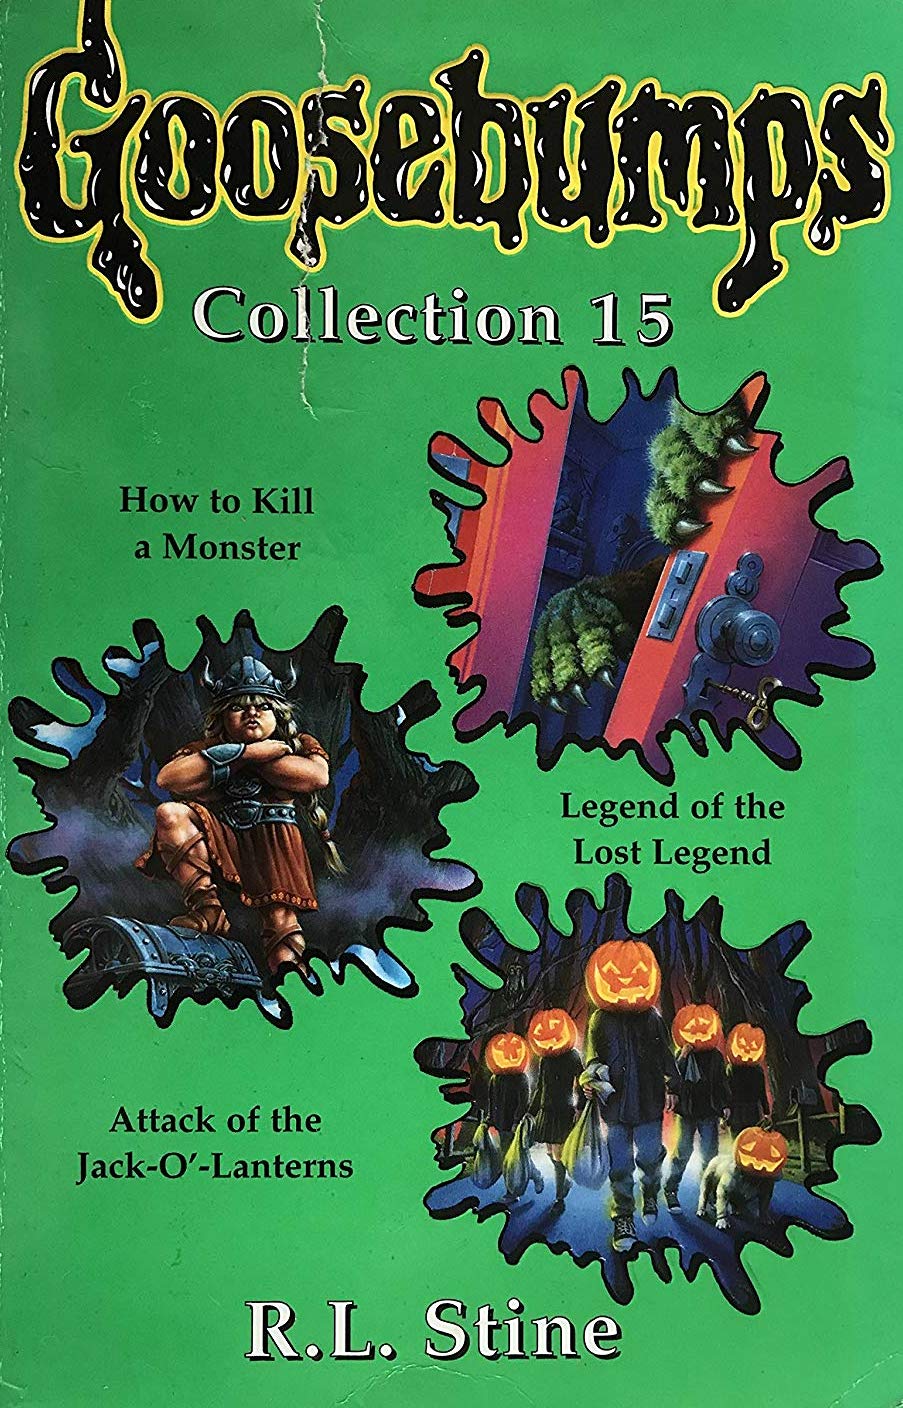 Goosebumps
Collection 15
How to Kill
a Monster
Legend of the
Lost Legend
Attack of the
Jack-O'-Lanterns
R.L. Stine